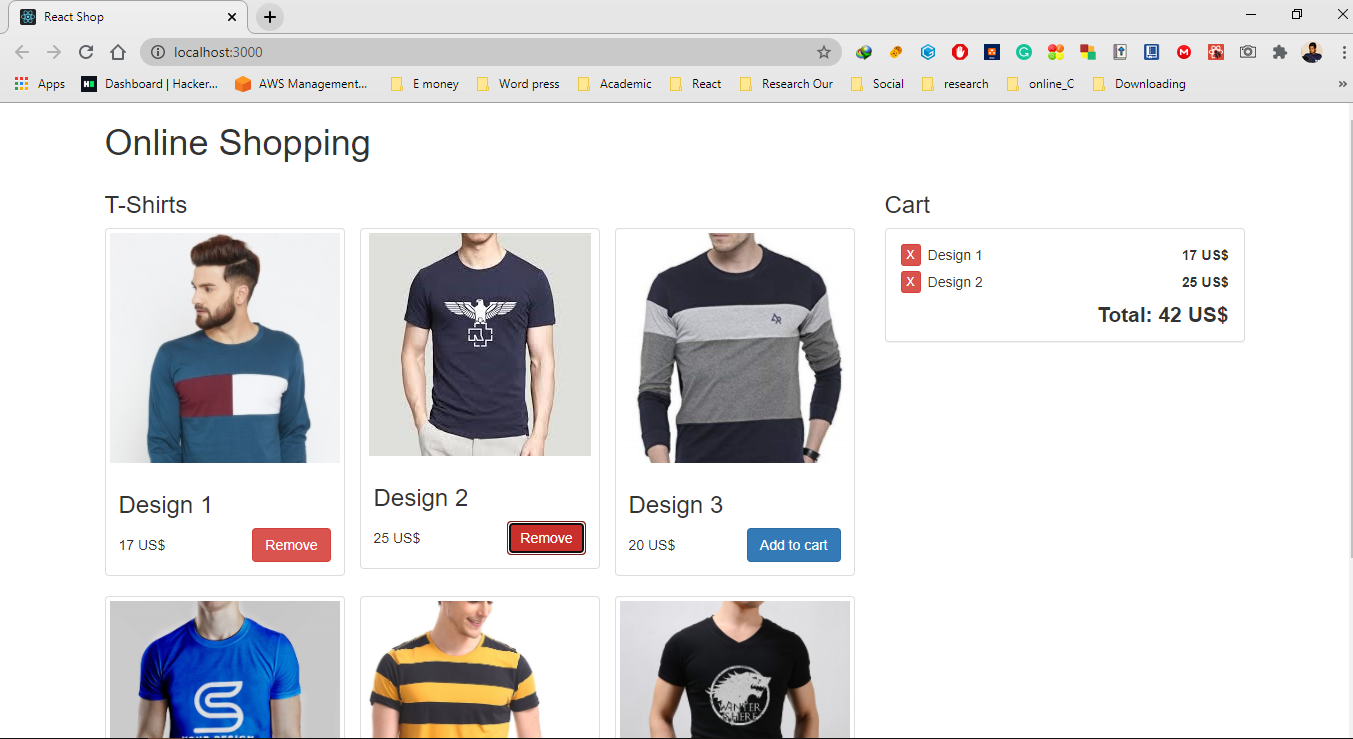 React Shop
localhost:3000
Apps
Dashboard | Hacker...
AWS Management...
E money
Word press
Academic
React
Research Our
Social
research
online_C
Downloading
Online Shopping
T-Shirts
Design 1
17 US$
Remove
Design 2
25 US$
Remove
Design 3
20 US$
Add to cart
S
YOUR DESIGN
Cart
X Design 1 17 US$
X Design 2 25 US$
Total: 42 US$